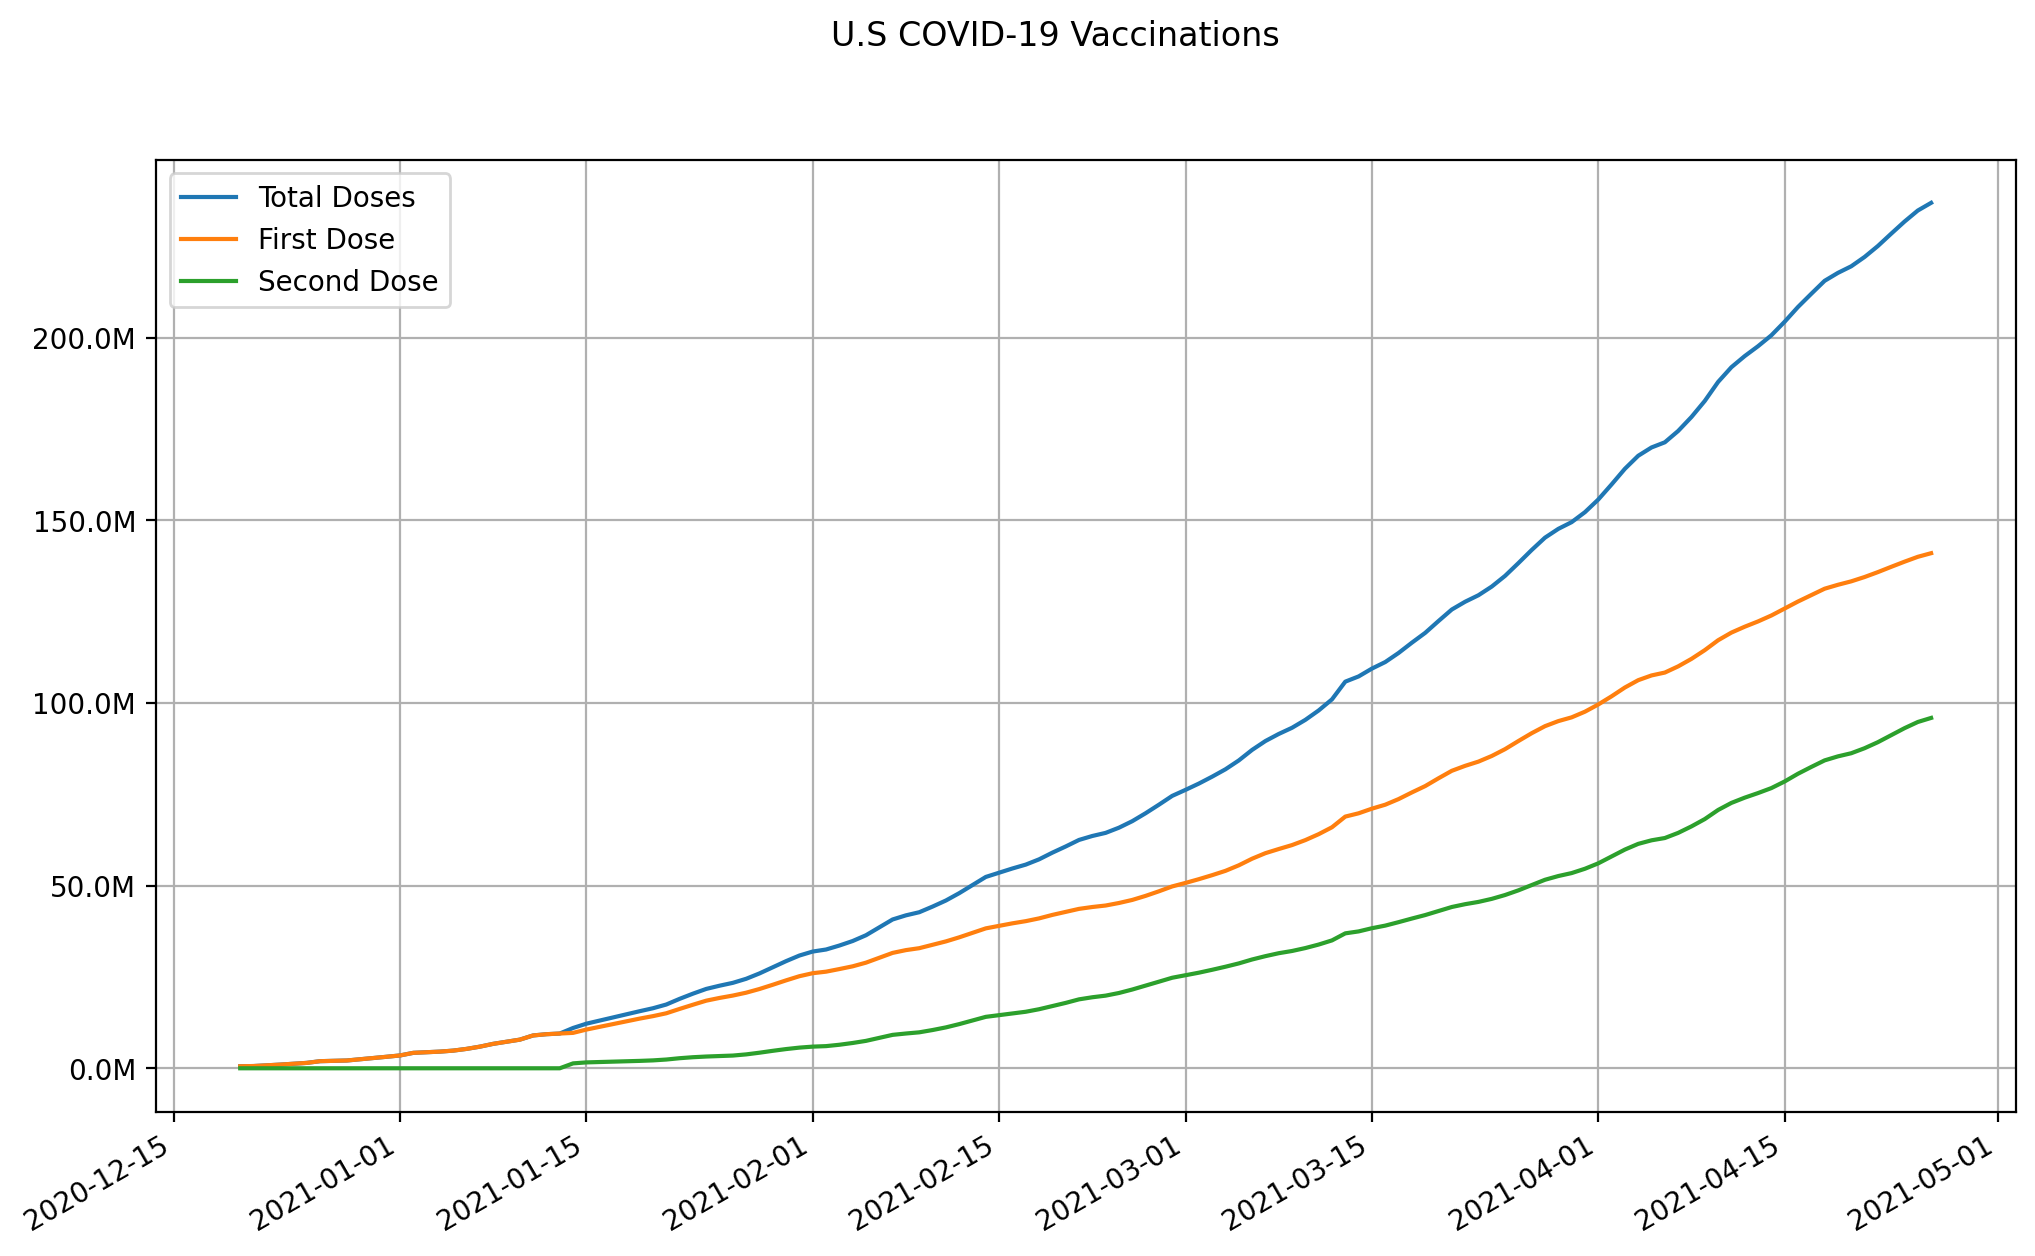 U.S COVID-19 Vaccinations
Total Doses
First Dose
Second Dose
200.0M
150.0M
100.0M
50.0M
0.0M
2020-12-15
2021-01-01
2021-01-15
2021-02-01
2021-02-15
2021-03-01
2021-03-15
2021-04-01
2021-04-15
2021-05-01